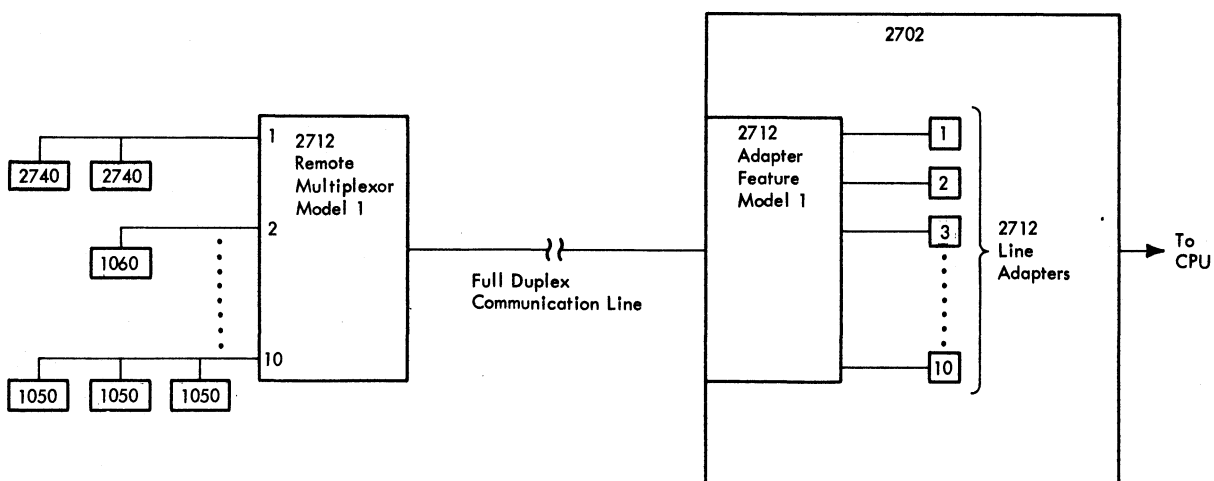 2702
1
2712
Remote
Multiplexor
Model 1
2740
2740
2
1060
10
1050
1050
1050
Full Duplex
Communication Line
2712
Adapter
Feature
Model 1
1
2
3
10
2712
Line
Adapters
To
CPU